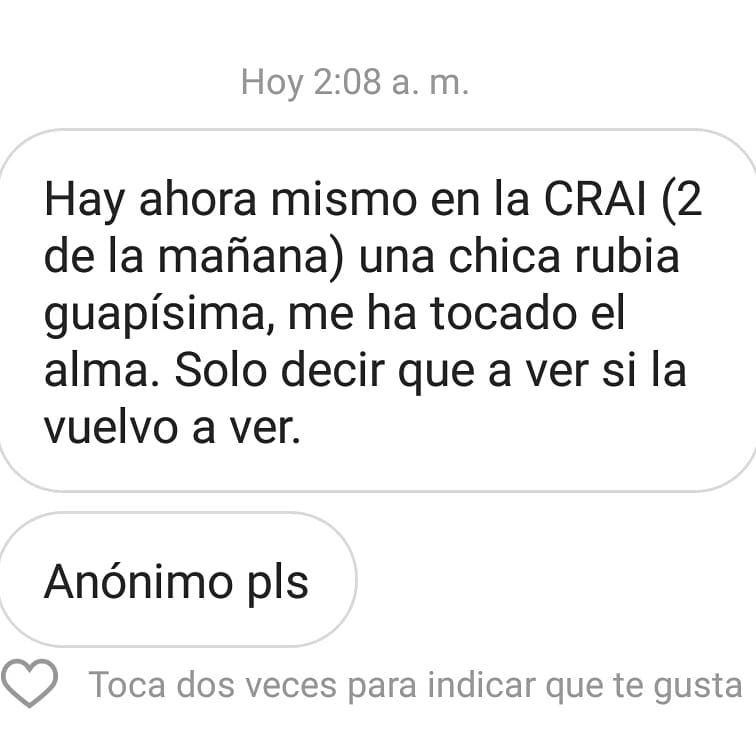 Hoy 2:08 a. m.
Hay ahora mismo en la CRAI (2
de la mañana) una chica rubia
guapísima, me ha tocado el
alma. Solo decir que a ver si la
vuelvo a ver.
Anónimo pls
Toca dos veces para indicar que te gusta